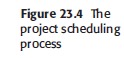 Figure 23.4 The
project scheduling
process